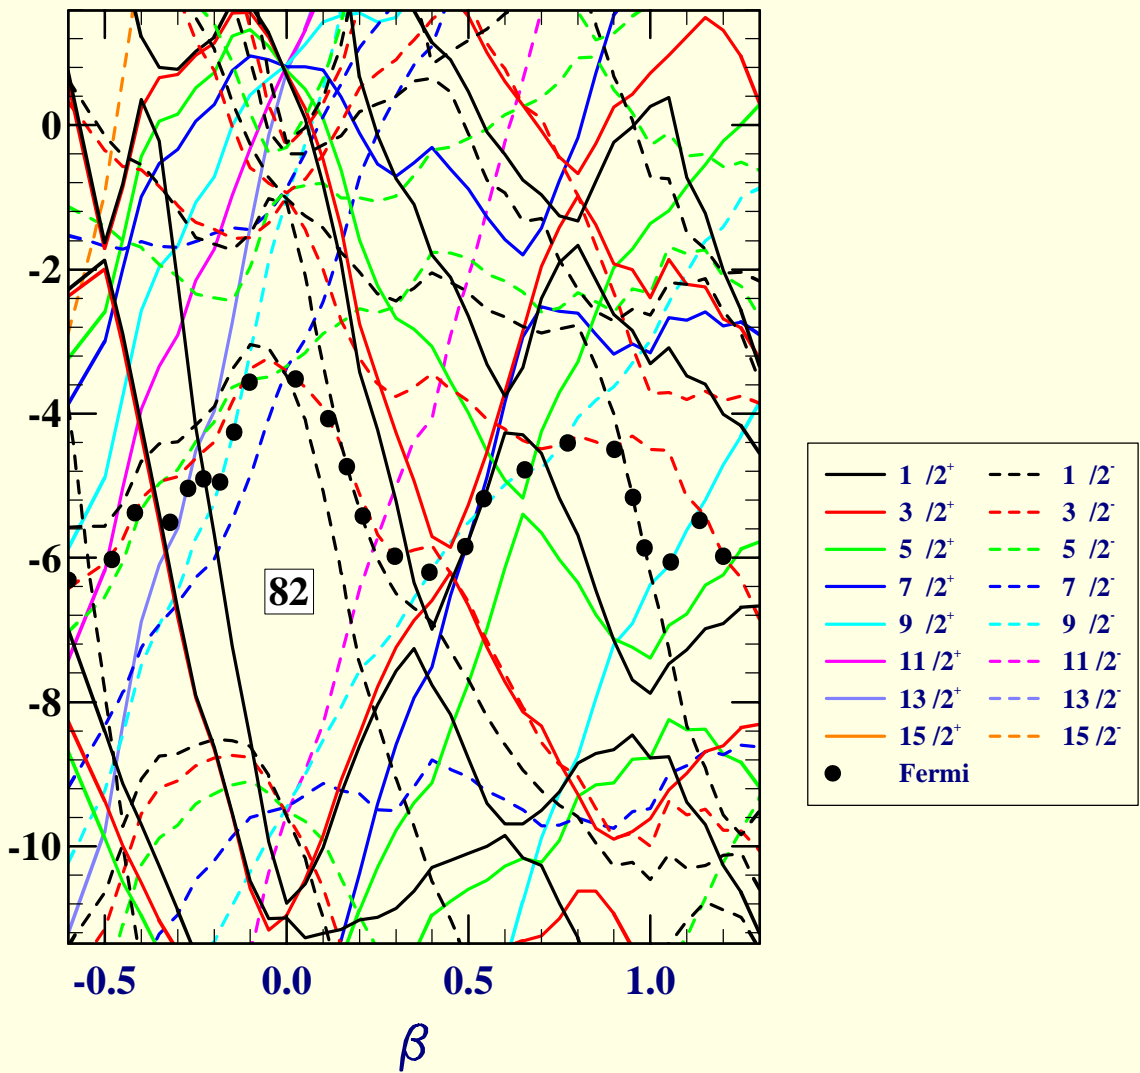 0
-2
-4
-6
-8
-10
82
-0.5 0.0 0.5 1.0
β
1 /2⁺ 1 /2⁻
3 /2⁺ 3 /2⁻
5 /2⁺ 5 /2⁻
7 /2⁺ 7 /2⁻
9 /2⁺ 9 /2⁻
11 /2⁺ 11 /2⁻
13 /2⁺ 13 /2⁻
15 /2⁺ 15 /2⁻
Fermi